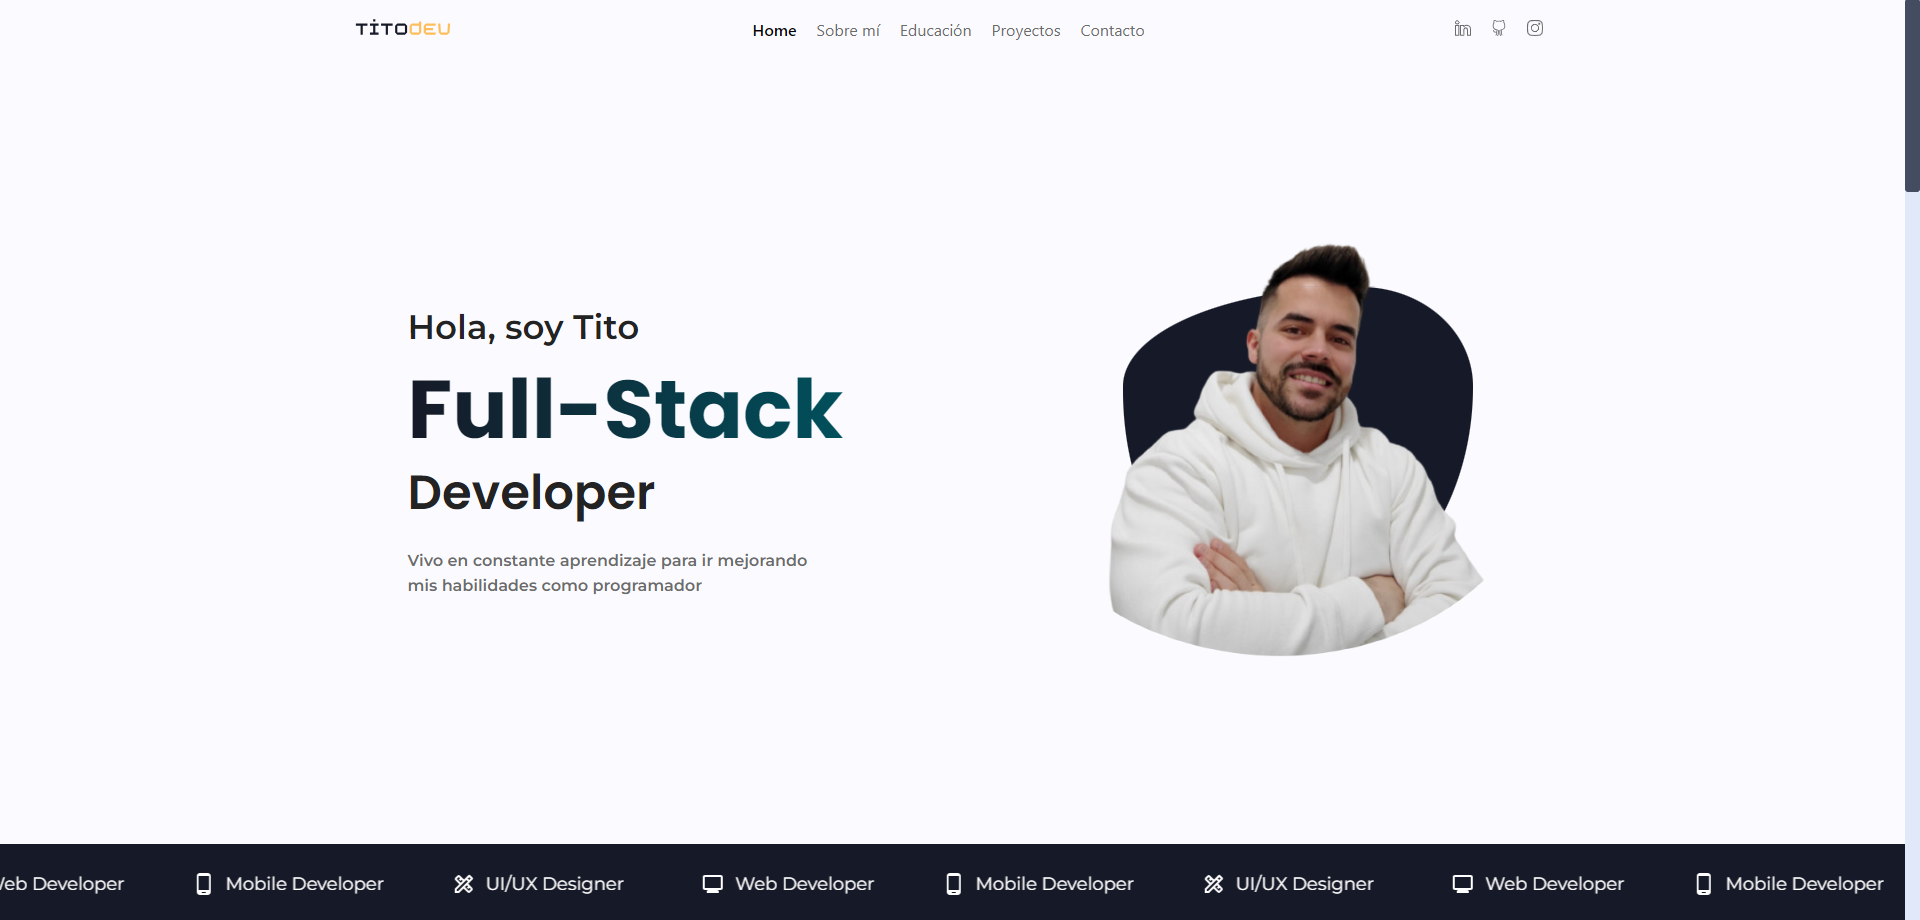 TITODEV
Home Sobre mí Educación Proyectos Contacto
Hola, soy Tito
Full-Stack
Developer
Vivo en constante aprendizaje para ir mejorando
mis habilidades como programador
Web Developer Mobile Developer UI/UX Designer Web Developer Mobile Developer UI/UX Designer Web Developer Mobile Developer